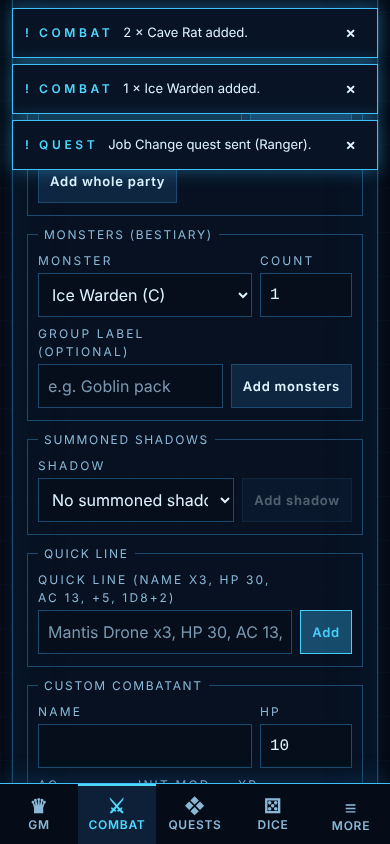 ! COMBAT 2 × Cave Rat added. ×
! COMBAT 1 × Ice Warden added. ×
! QUEST Job Change quest sent (Ranger). ×
Add whole party
MONSTERS (BESTIARY)
MONSTER COUNT
Ice Warden (C) 1
GROUP LABEL
(OPTIONAL)
e.g. Goblin pack Add monsters
SUMMONED SHADOWS
SHADOW
No summoned shado Add shadow
QUICK LINE
QUICK LINE (NAME X3, HP 30,
AC 13, +5, 1D8+2)
Mantis Drone x3, HP 30, AC 13, Add
CUSTOM COMBATANT
NAME HP
10
GM COMBAT QUESTS DICE MORE